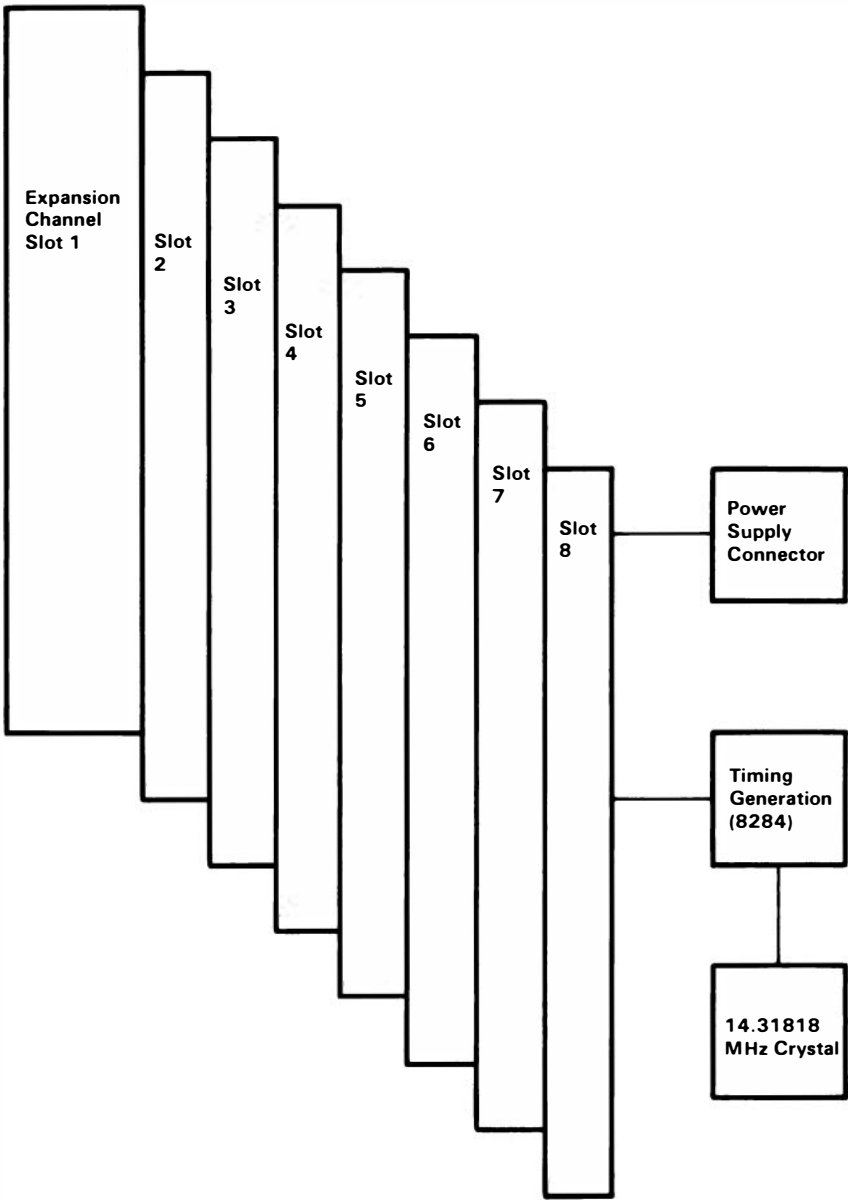 Expansion
Channel
Slot 1
Slot
2
Slot
3
Slot
4
Slot
5
Slot
6
Slot
7
Slot
8
Power
Supply
Connector
Timing
Generation
(8284)
14.31818
MHz Crystal